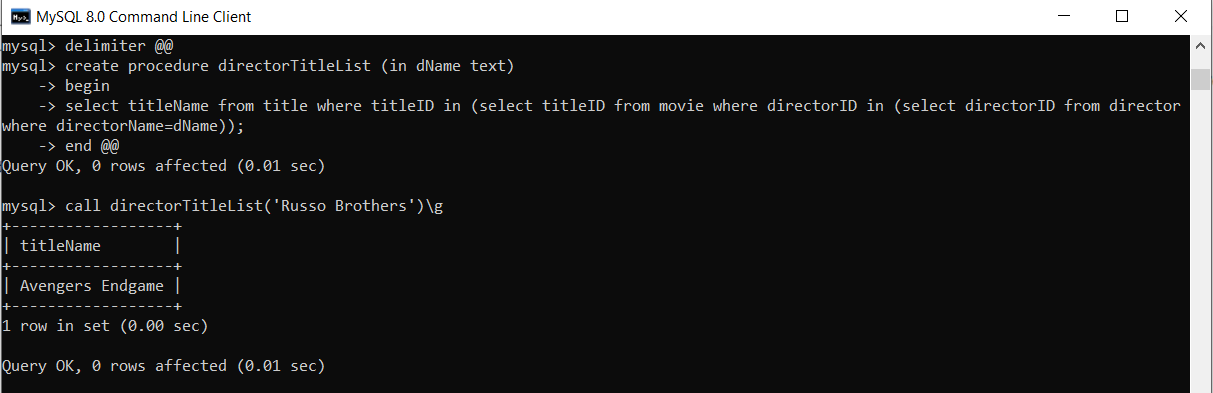 MySQL 8.0 Command Line Client
mysql> delimiter @@
mysql> create procedure directorTitleList (in dName text)
    -> begin
    -> select titleName from title where titleID in (select titleID from movie where directorID in (select directorID from director
where directorName=dName));
    -> end @@
Query OK, 0 rows affected (0.01 sec)

mysql> call directorTitleList('Russo Brothers')\g
+------------------+
| titleName        |
+------------------+
| Avengers Endgame |
+------------------+
1 row in set (0.00 sec)

Query OK, 0 rows affected (0.01 sec)